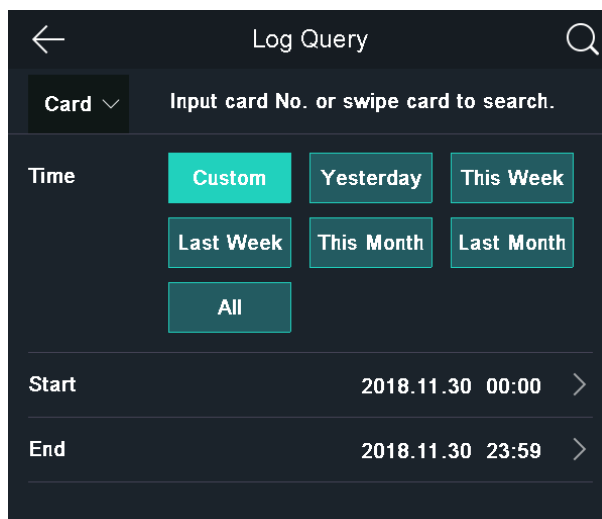 Log Query
Card Input card No. or swipe card to search.
Time Custom Yesterday This Week
Last Week This Month Last Month
All
Start 2018.11.30 00:00
End 2018.11.30 23:59